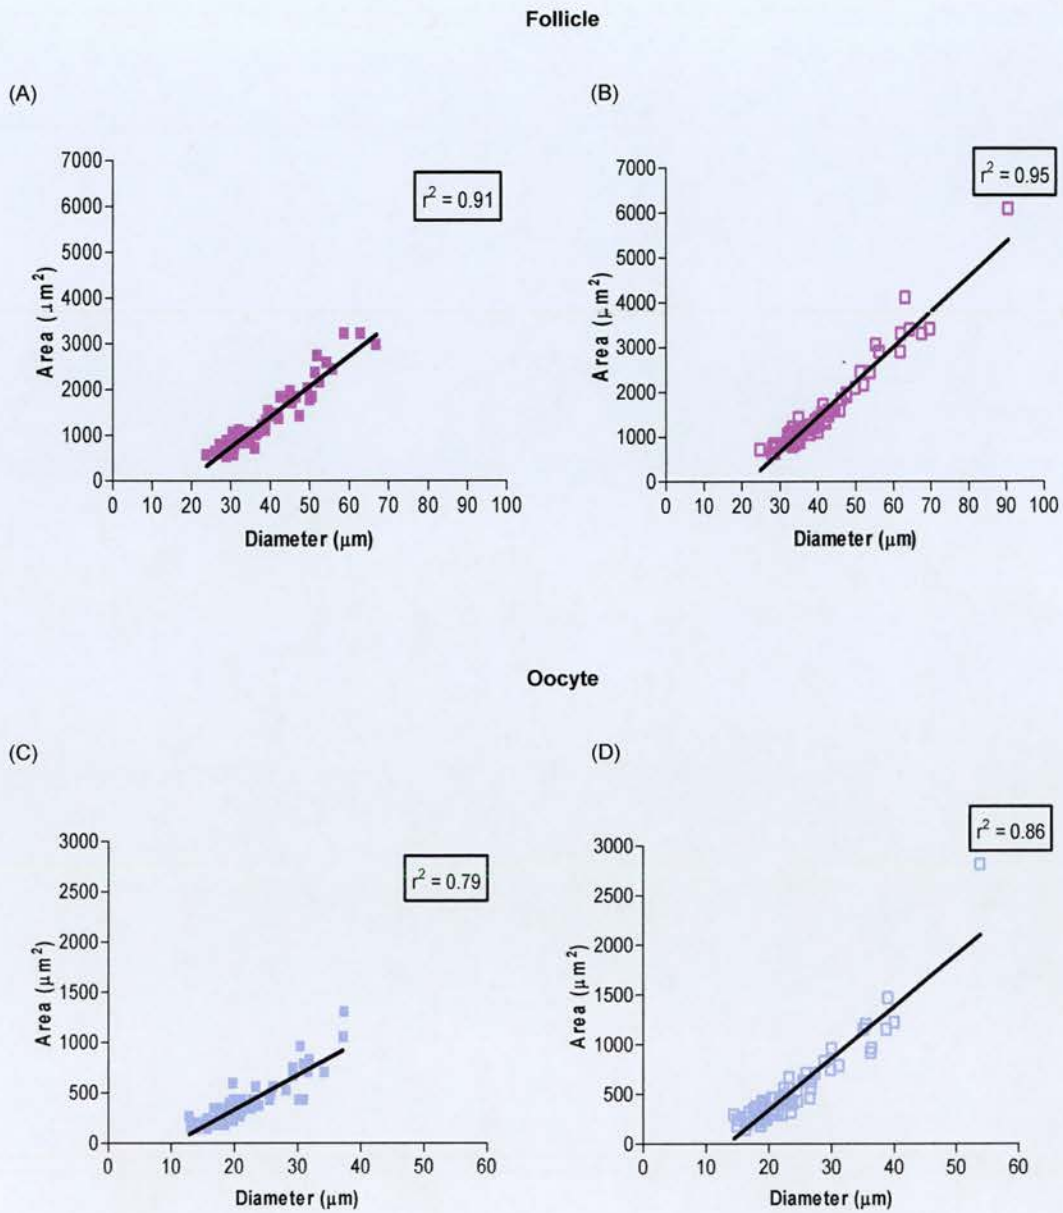 Follicle
(A)
(B)
7000
6000
5000
4000
3000
2000
1000
0
Area (μm²)
r² = 0.91
0 10 20 30 40 50 60 70 80 90 100
Diameter (μm)
7000
6000
5000
4000
3000
2000
1000
0
Area (μm²)
r² = 0.95
0 10 20 30 40 50 60 70 80 90 100
Diameter (μm)
Oocyte
(C)
(D)
3000
2500
2000
1500
1000
500
0
Area (μm²)
r² = 0.79
0 10 20 30 40 50 60
Diameter (μm)
3000
2500
2000
1500
1000
500
0
Area (μm²)
r² = 0.86
0 10 20 30 40 50 60
Diameter (μm)